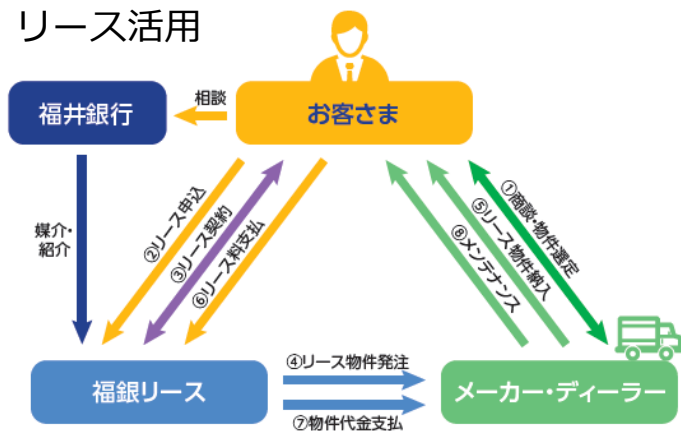 リース活用
相談
福井銀行
お客さま
媒介・
紹介
②リース申込
③リース契約
⑥リース料支払
①商談・物件選定
⑤リース物件納入
⑧メンテナンス
福銀リース
④リース物件発注
⑦物件代金支払
メーカー・ディーラー